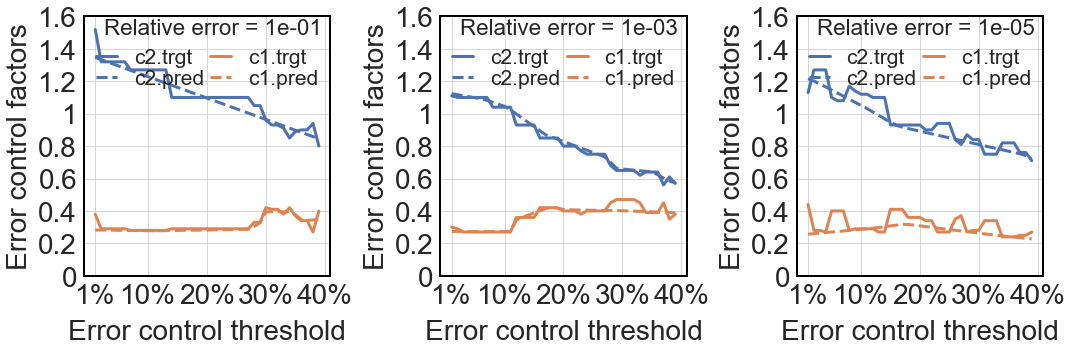 Relative error = 1e-01
c2.trgt c1.trgt
c2.pred c1.pred
Error control factors
1.6
1.4
1.2
1
0.8
0.6
0.4
0.2
0
1% 10% 20% 30% 40%
Error control threshold
Relative error = 1e-03
c2.trgt c1.trgt
c2.pred c1.pred
Error control factors
1.6
1.4
1.2
1
0.8
0.6
0.4
0.2
0
1% 10% 20% 30% 40%
Error control threshold
Relative error = 1e-05
c2.trgt c1.trgt
c2.pred c1.pred
Error control factors
1.6
1.4
1.2
1
0.8
0.6
0.4
0.2
0
1% 10% 20% 30% 40%
Error control threshold